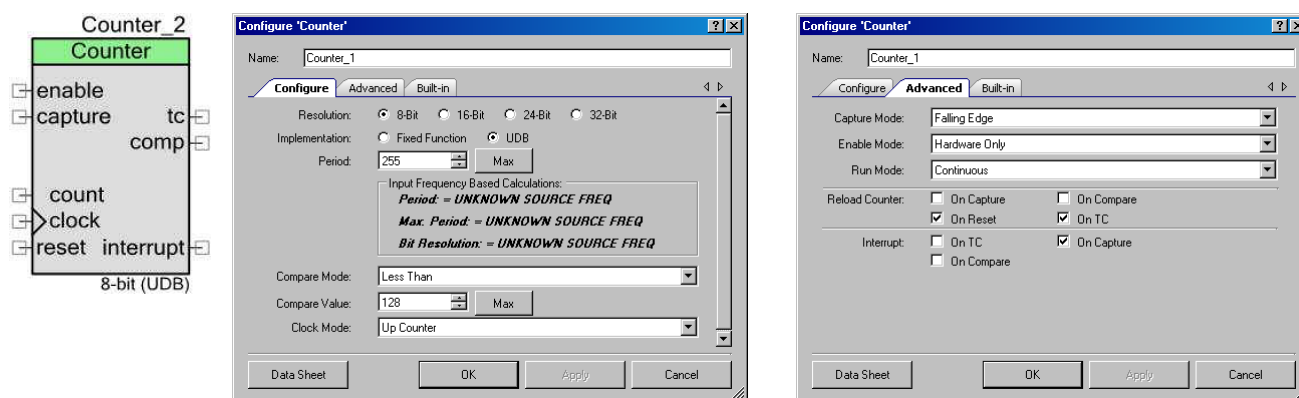 Counter_2
Counter
enable
capture
tc
comp
count
clock
reset
interrupt
8-bit (UDB)
Configure 'Counter'
Name: Counter_1
Configure Advanced Built-in
Resolution: 8-Bit 16-Bit 24-Bit 32-Bit
Implementation: Fixed Function UDB
Period: 255 Max
Input Frequency Based Calculations:
Period: = UNKNOWN SOURCE FREQ
Max. Period: = UNKNOWN SOURCE FREQ
Bit Resolution: = UNKNOWN SOURCE FREQ
Compare Mode: Less Than
Compare Value: 128 Max
Clock Mode: Up Counter
Data Sheet OK Apply Cancel
Configure 'Counter'
Name: Counter_1
Configure Advanced Built-in
Capture Mode: Falling Edge
Enable Mode: Hardware Only
Run Mode: Continuous
Reload Counter: On Capture On Compare
On Reset On TC
Interrupt: On TC On Capture
On Compare
Data Sheet OK Apply Cancel